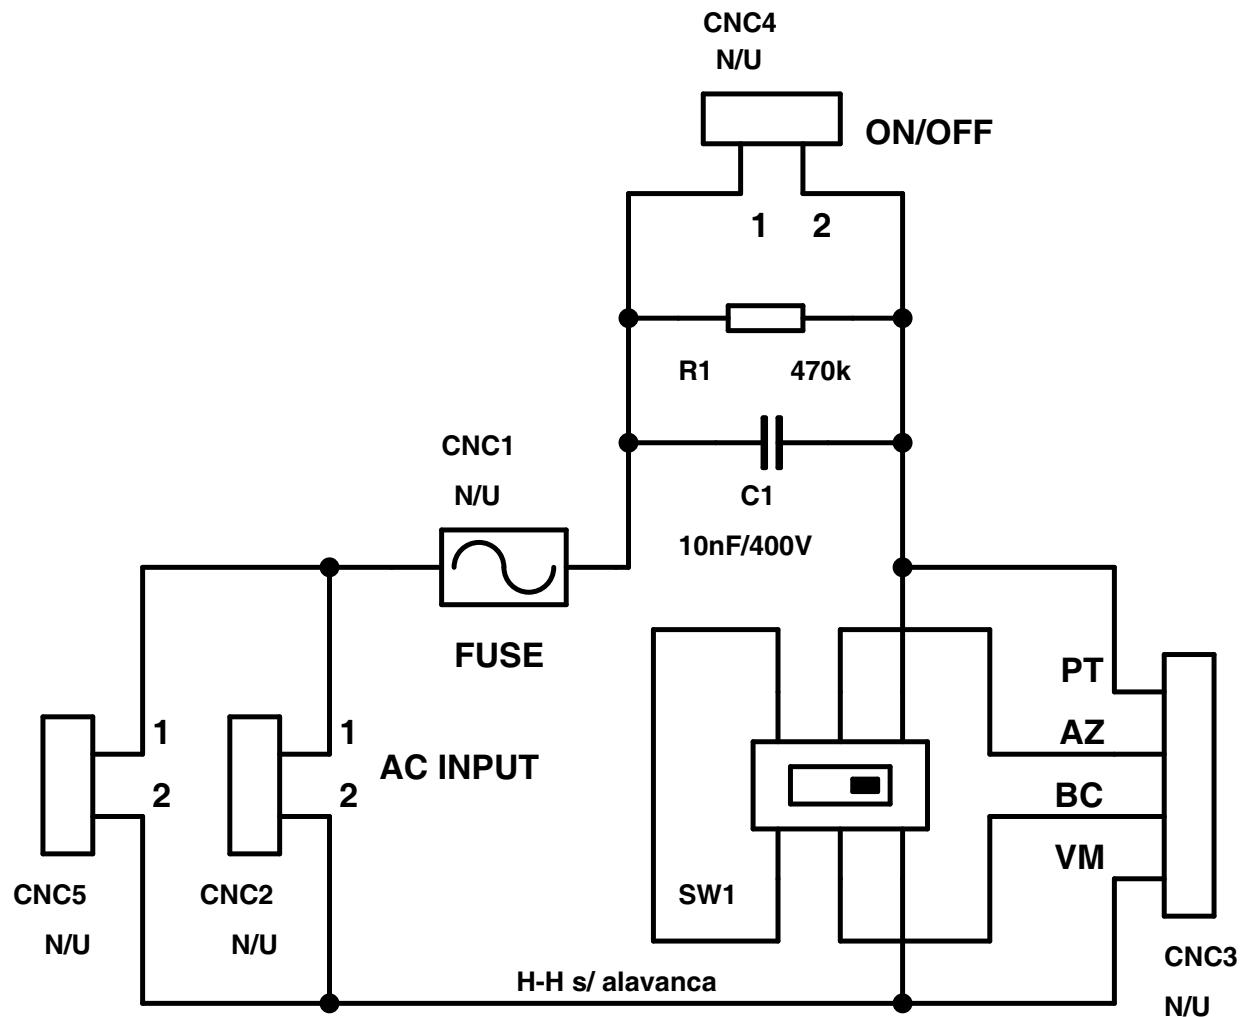 CNC4
N/U
ON/OFF
1 2
R1 470k
CNC1
N/U
C1
10nF/400V
FUSE
PT
1 1
AZ
AC INPUT
2 2
BC
VM
CNC5 CNC2 SW1
N/U N/U
CNC3
H-H s/ alavanca
N/U